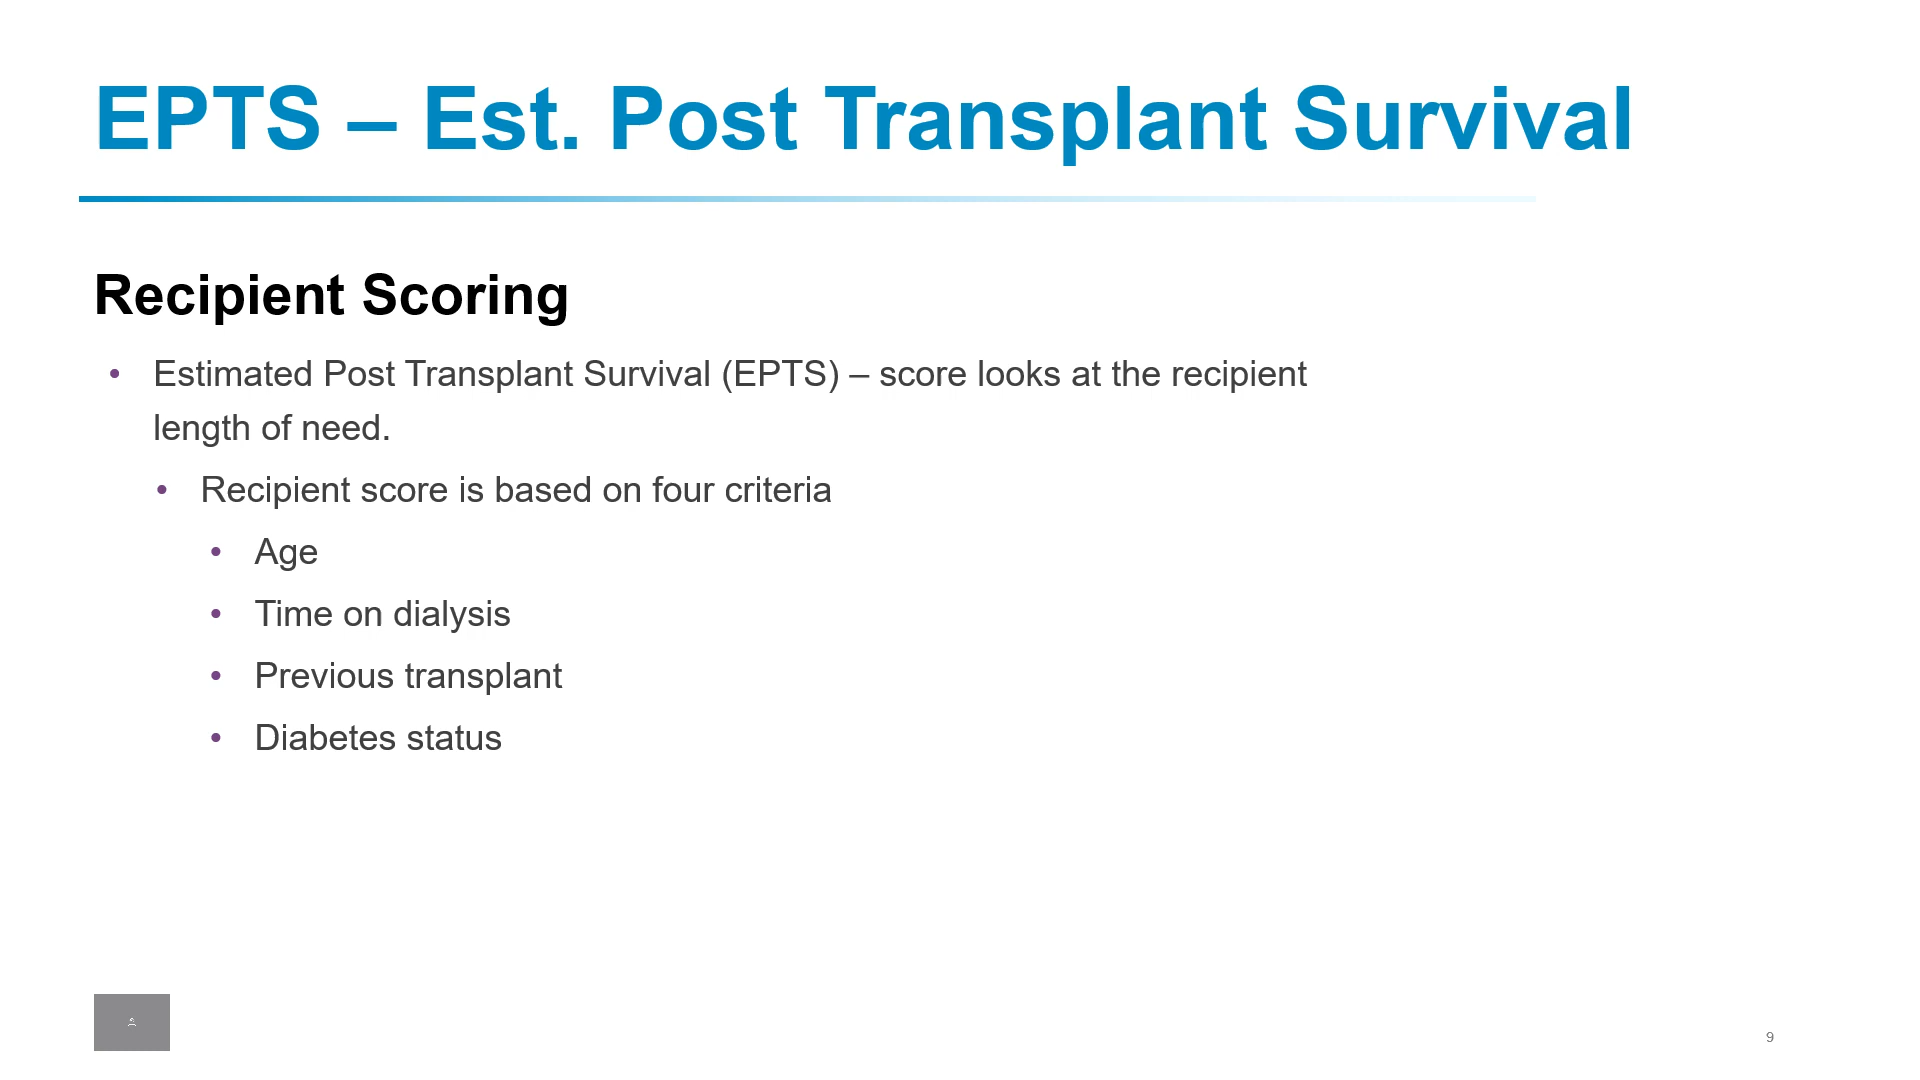 EPTS – Est. Post Transplant Survival
Recipient Scoring
• Estimated Post Transplant Survival (EPTS) – score looks at the recipient
length of need.
• Recipient score is based on four criteria
• Age
• Time on dialysis
• Previous transplant
• Diabetes status
9